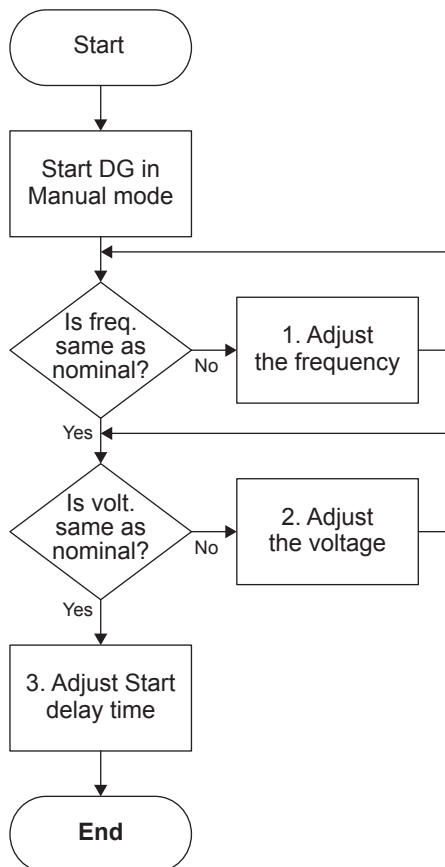 Start
Start DG in
Manual mode
Is freq.
same as
nominal?
No
1. Adjust
the frequency
Yes
Is volt.
same as
nominal?
No
2. Adjust
the voltage
Yes
3. Adjust Start
delay time
End